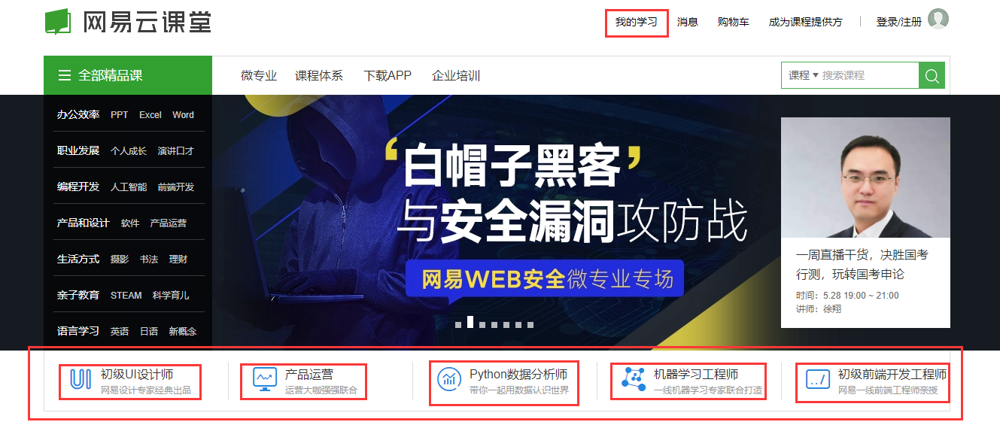 网易云课堂
我的学习 消息 购物车 成为课程提供方 登录/注册
全部精品课 微专业 课程体系 下载APP 企业培训 课程 搜索课程
办公效率 PPT Excel Word
职业发展 个人成长 演讲口才
编程开发 人工智能 前端开发
产品和设计 软件 产品运营
生活方式 摄影 书法 理财
亲子教育 STEAM 科学育儿
语言学习 英语 日语 新概念
‘白帽子黑客’
与安全漏洞攻防战
网易WEB安全微专业专场
一周直播干货，决胜国考
行测，玩转国考申论
时间：5.28 19:00 ~ 21:00
讲师：徐翔
初级UI设计师
网易设计专家经典出品
产品运营
运营大咖强强联合
Python数据分析师
带你一起用数据认识世界
机器学习工程师
一线机器学习专家联合打造
初级前端开发工程师
网易一线前端工程师亲授